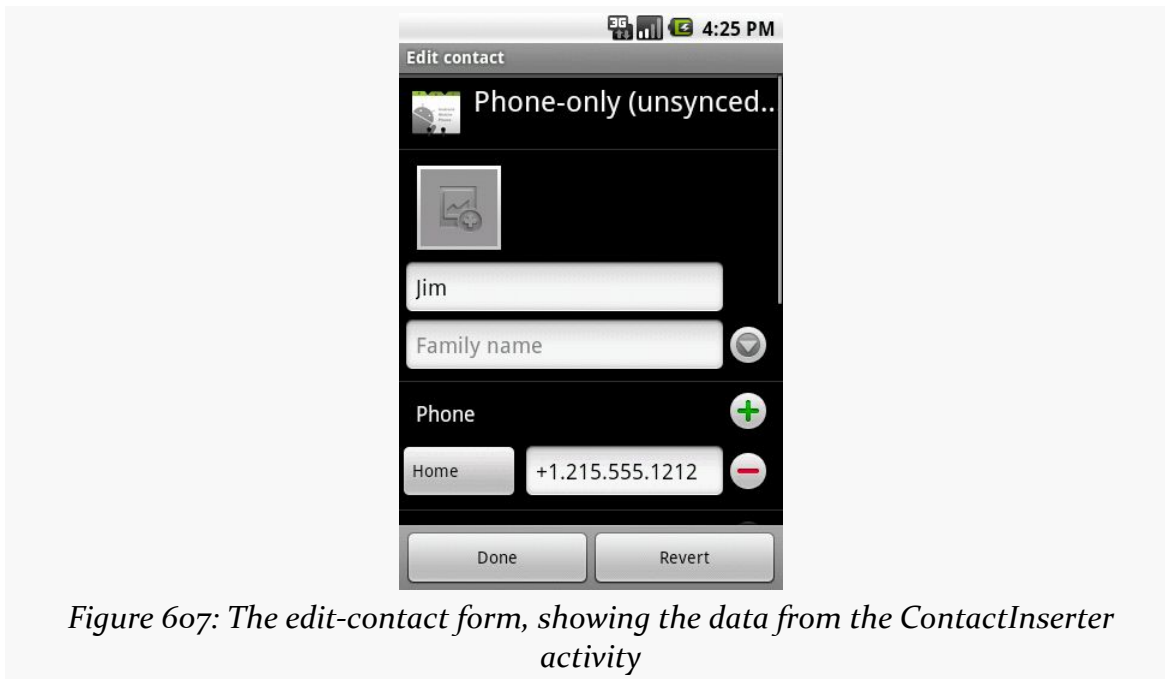 3G 4:25 PM
Edit contact
Phone-only (unsynced..
Jim
Family name
Phone
Home +1.215.555.1212
Done Revert
Figure 607: The edit-contact form, showing the data from the ContactInserter
activity